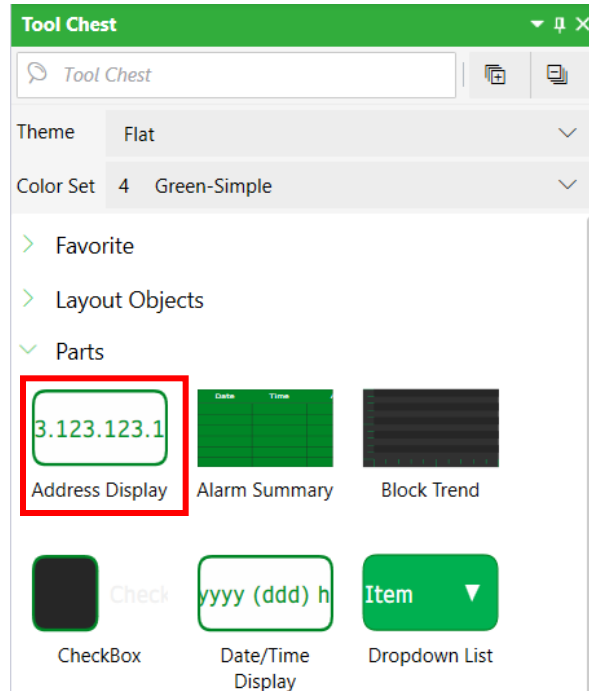 Tool Chest
Tool Chest
Theme Flat
Color Set 4 Green-Simple
Favorite
Layout Objects
Parts
3.123.123.1
Date Time
Address Display Alarm Summary Block Trend
Check yyyy (ddd) h Item
CheckBox Date/Time Display Dropdown List